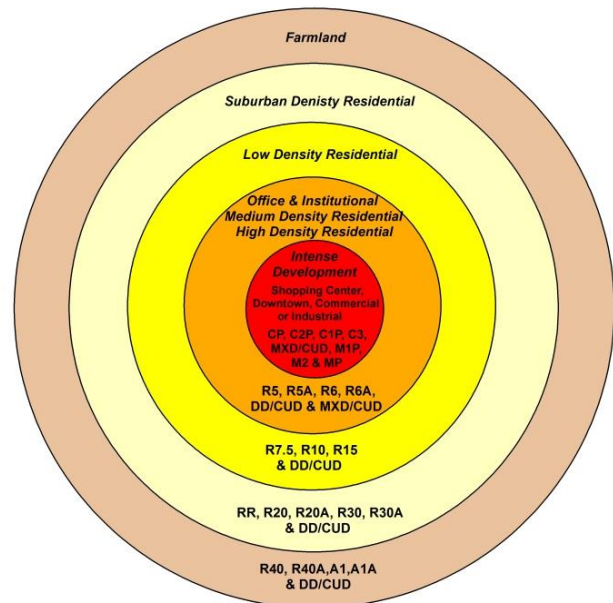 Farmland
Suburban Denisty Residential
Low Density Residential
Office & Institutional
Medium Density Residential
High Density Residential
Intense
Development
Shopping Center,
Downtown, Commercial
or Industrial
CP, C2P, C1P, C3,
MXD/CUD, M1P,
M2 & MP
R5, R5A, R6, R6A,
DD/CUD & MXD/CUD
R7.5, R10, R15
& DD/CUD
RR, R20, R20A, R30, R30A
& DD/CUD
R40, R40A,A1,A1A
& DD/CUD